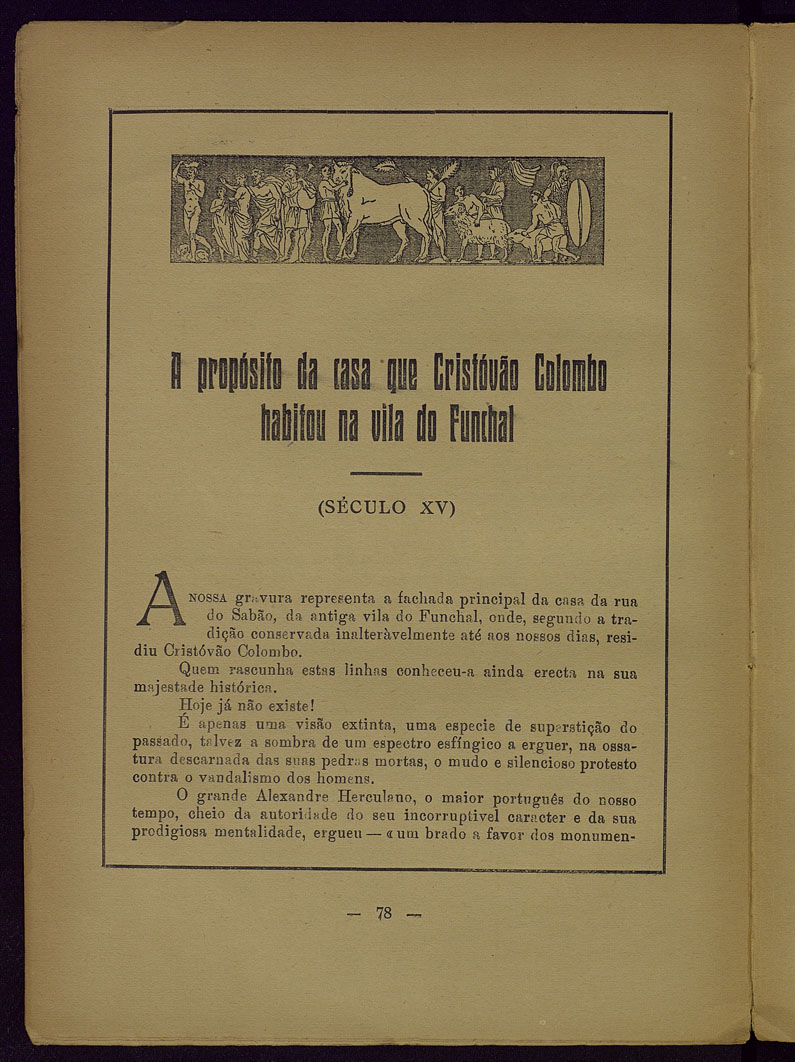 A propósito da casa que Cristóvão Colombo
habitou na vila do Funchal
(SÉCULO XV)
A NOSSA gravura representa a fachada principal da casa da rua
do Sabão, da antiga vila do Funchal, onde, segundo a tra-
dição conservada inalteràvelmente até aos nossos dias, resi-
diu Cristóvão Colombo.
Quem rascunha estas linhas conheceu-a ainda erecta na sua
majestade histórica.
Hoje já não existe!
É apenas uma visão extinta, uma especie de superstição do
passado, talvez a sombra de um espectro esfíngico a erguer, na ossa-
tura descarnada das suas pedras mortas, o mudo e silencioso protesto
contra o vandalismo dos homens.
O grande Alexandre Herculano, o maior português do nosso
tempo, cheio da autoridade do seu incorruptivel caracter e da sua
prodigiosa mentalidade, ergueu — «um brado a favor dos monumen-
— 78 —